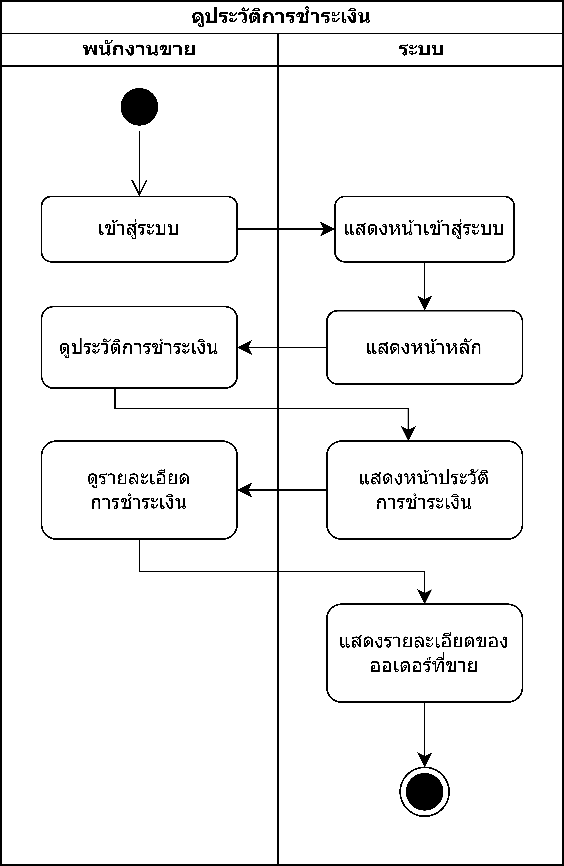 ดูประวัติการชำระเงิน
พนักงานขาย
ระบบ
เข้าสู่ระบบ
แสดงหน้าเข้าสู่ระบบ
ดูประวัติการชำระเงิน
แสดงหน้าหลัก
ดูรายละเอียด
การชำระเงิน
แสดงหน้าประวัติ
การชำระเงิน
แสดงรายละเอียดของ
ออเดอร์ที่ขาย